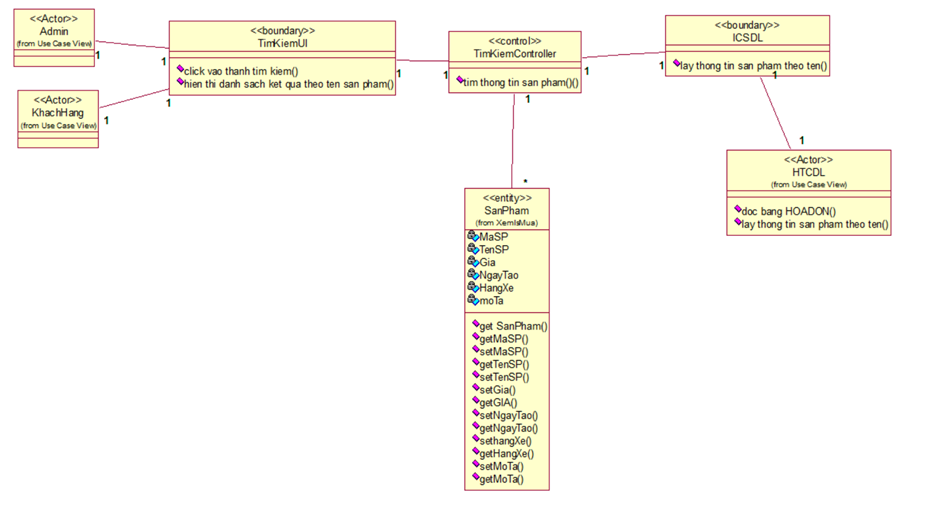 <<Actor>>
Admin
(from Use Case View)
1
<<boundary>>
TimKiemUI
click vao thanh tim kiem()
hien thi danh sach ket qua theo ten san pham()
1
1
1
<<Actor>>
KhachHang
(from Use Case View)
1
<<control>>
TimKiemController
tim thong tin san pham()()
1
1
1
<<boundary>>
ICSDL
lay thong tin san pham theo ten()
1
1
1
<<Actor>>
HTCDL
(from Use Case View)
doc bang HOADON()
lay thong tin san pham theo ten()
*
<<entity>>
SanPham
(from XemlsMua)
MaSP
TenSP
Gia
NgayTao
HangXe
moTa
get SanPham()
getMaSP()
setMaSP()
getTenSP()
setTenSP()
setGia()
getGIA()
setNgayTao()
getNgayTao()
sethangXe()
getHangXe()
setMoTa()
getMoTa()